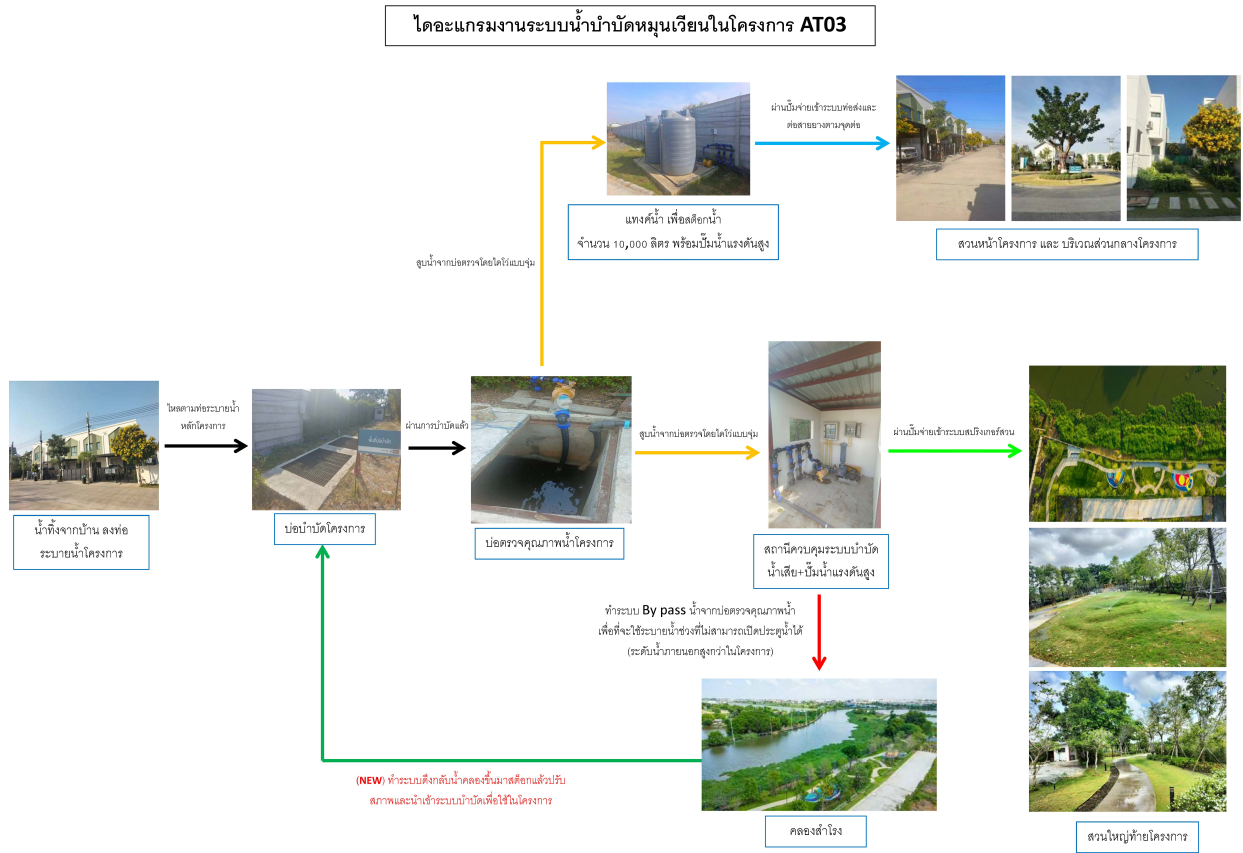 ไดอะแกรมงานระบบน้ำบำบัดหมุนเวียนในโครงการ AT03
ผ่านปั๊มจ่ายเข้าระบบท่อส่งและ
ต่อสายยางตามจุดต่อ
แทงค์น้ำ เพื่อสต็อกน้ำ
จำนวน 10,000 ลิตร พร้อมปั๊มน้ำแรงดันสูง
สวนหน้าโครงการ และ บริเวณส่วนกลางโครงการ
สูบน้ำจากบ่อตรวจโดยไดโว่แบบจุ่ม
ไหลตามท่อระบายน้ำ
หลักโครงการ
ผ่านการบำบัดแล้ว
สูบน้ำจากบ่อตรวจโดยไดโว่แบบจุ่ม
ผ่านปั๊มจ่ายเข้าระบบสปริงเกอร์สวน
น้ำทิ้งจากบ้าน ลงท่อ
ระบายน้ำโครงการ
บ่อบำบัดโครงการ
บ่อตรวจคุณภาพน้ำโครงการ
สถานีควบคุมระบบบำบัด
น้ำเสีย+ปั๊มน้ำแรงดันสูง
ทำระบบ By pass น้ำจากบ่อตรวจคุณภาพน้ำ
เพื่อที่จะใช้ระบายน้ำช่วงที่ไม่สามารถเปิดประตูน้ำได้
(ระดับน้ำภายนอกสูงกว่าในโครงการ)
(NEW) ทำระบบดึงกลับน้ำคลองขึ้นมาสต็อกแล้วปรับ
สภาพและนำเข้าระบบบำบัดเพื่อใช้ในโครงการ
คลองสำโรง
สวนใหญ่ท้ายโครงการ